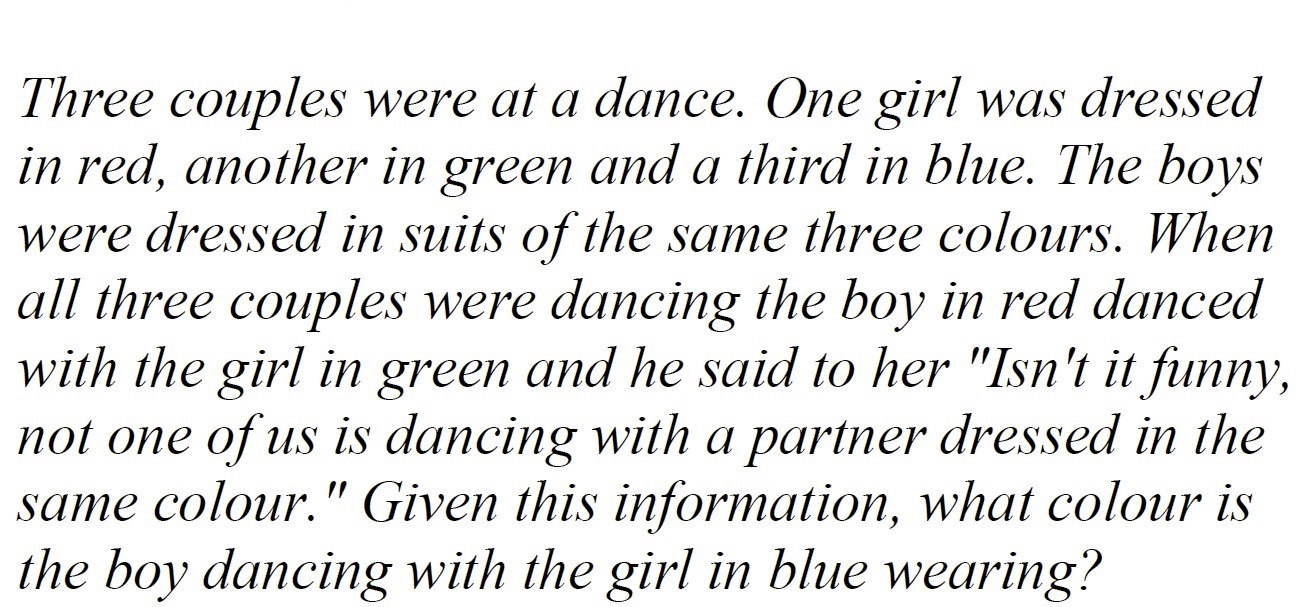 Three couples were at a dance. One girl was dressed
in red, another in green and a third in blue. The boys
were dressed in suits of the same three colours. When
all three couples were dancing the boy in red danced
with the girl in green and he said to her "Isn't it funny,
not one of us is dancing with a partner dressed in the
same colour." Given this information, what colour is
the boy dancing with the girl in blue wearing?